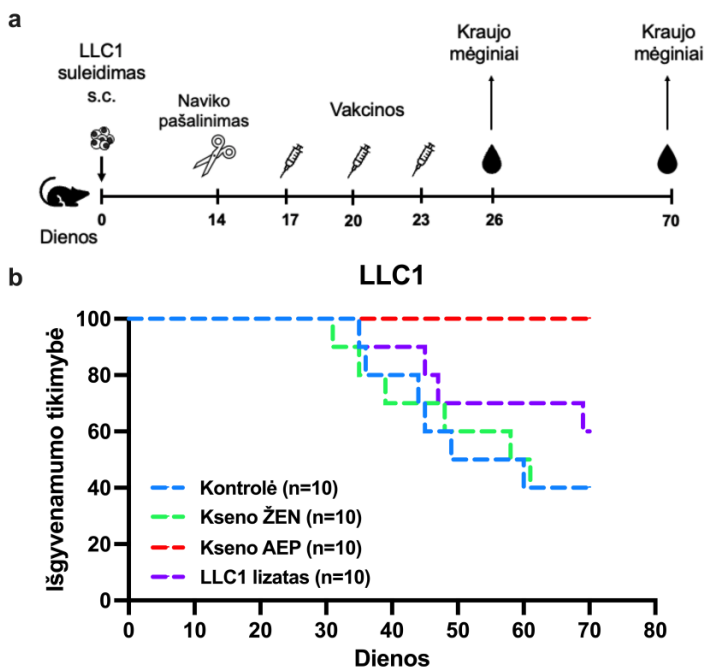 a
LLC1
suleidimas
s.c.
Naviko
pašalinimas
Vakcinos
Kraujo
mėginiai
Kraujo
mėginiai
0
14
17
20
23
26
70
Dienos
b
LLC1
Išgyvenamumo tikimybė
100
80
60
40
20
0
Kontrolė (n=10)
Kseno ŽEN (n=10)
Kseno AEP (n=10)
LLC1 lizatas (n=10)
0 10 20 30 40 50 60 70 80
Dienos